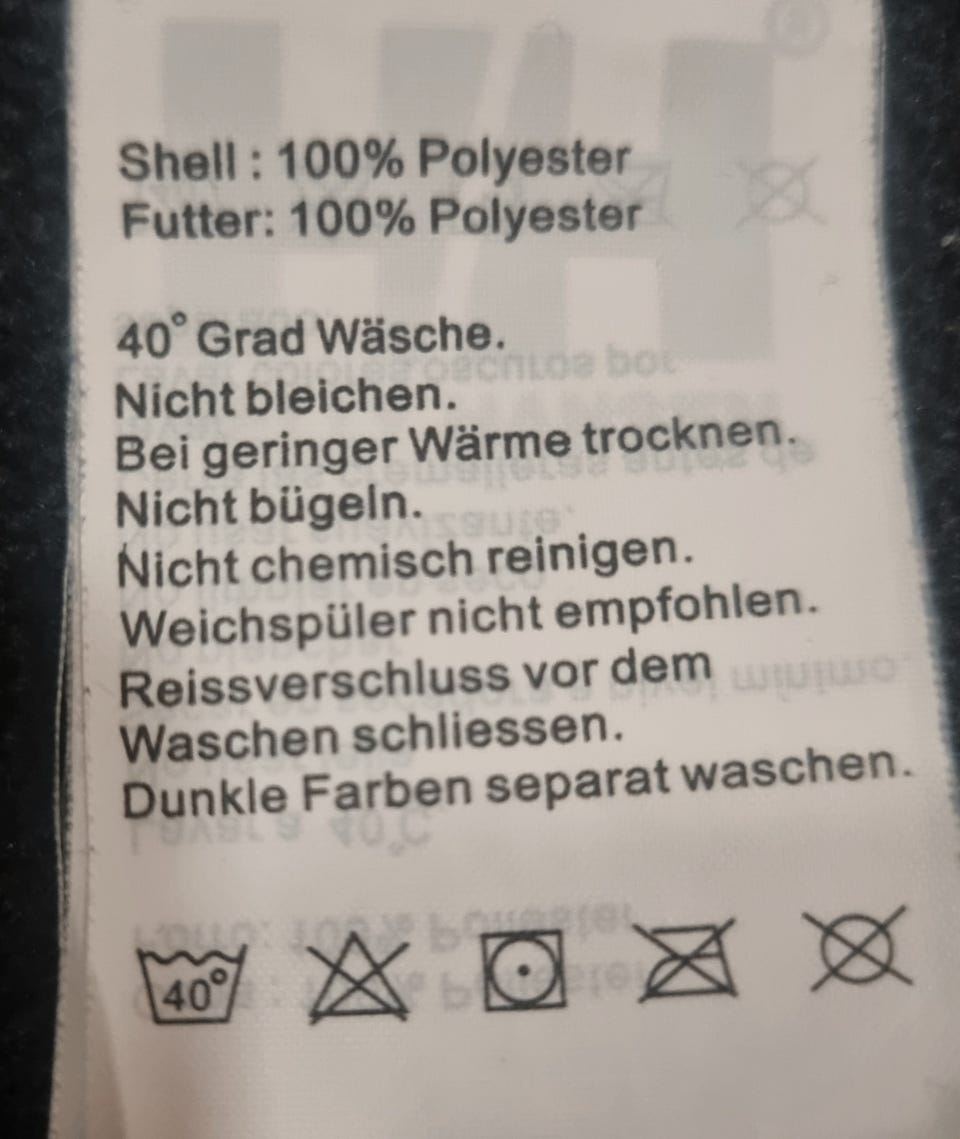 Shell : 100% Polyester
Futter: 100% Polyester
40° Grad Wäsche.
Nicht bleichen.
Bei geringer Wärme trocknen.
Nicht bügeln.
Nicht chemisch reinigen.
Weichspüler nicht empfohlen.
Reissverschluss vor dem
Waschen schliessen.
Dunkle Farben separat waschen.
40°